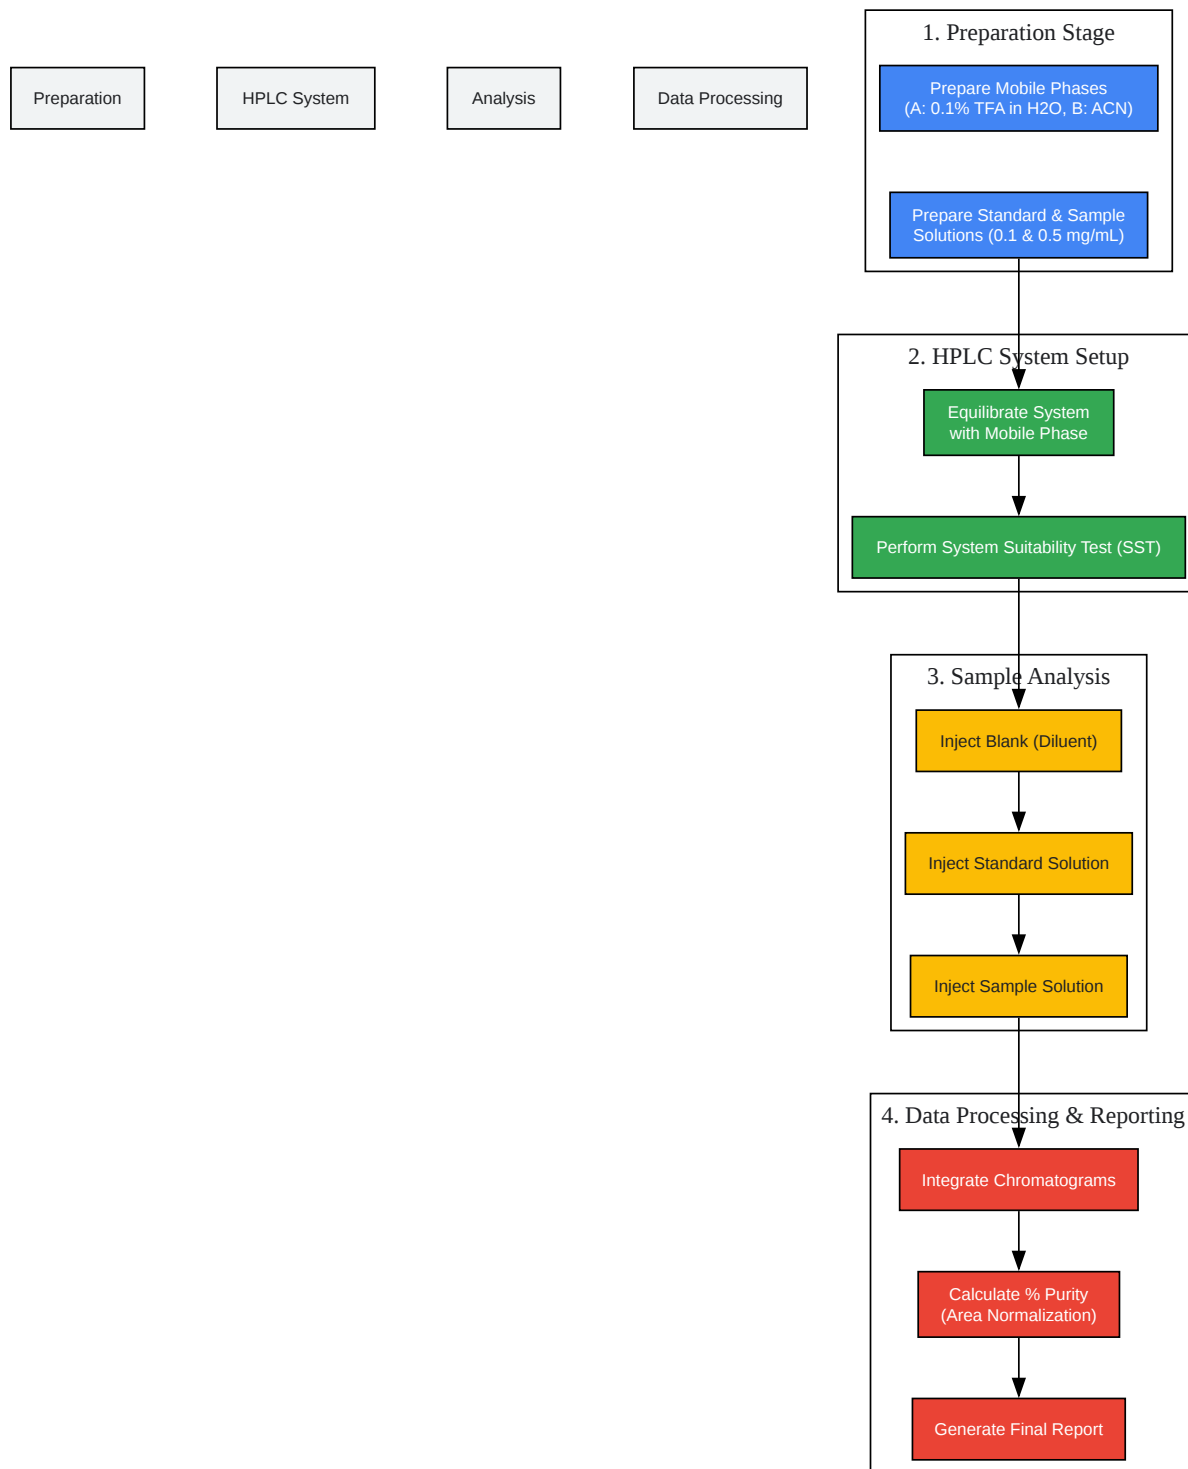 1. Preparation Stage
Preparation
HPLC System
Analysis
Data Processing
Prepare Mobile Phases
(A: 0.1% TFA in H2O, B: ACN)
Prepare Standard & Sample
Solutions (0.1 & 0.5 mg/mL)
2. HPLC System Setup
Equilibrate System
with Mobile Phase
Perform System Suitability Test (SST)
3. Sample Analysis
Inject Blank (Diluent)
Inject Standard Solution
Inject Sample Solution
4. Data Processing & Reporting
Integrate Chromatograms
Calculate % Purity
(Area Normalization)
Generate Final Report